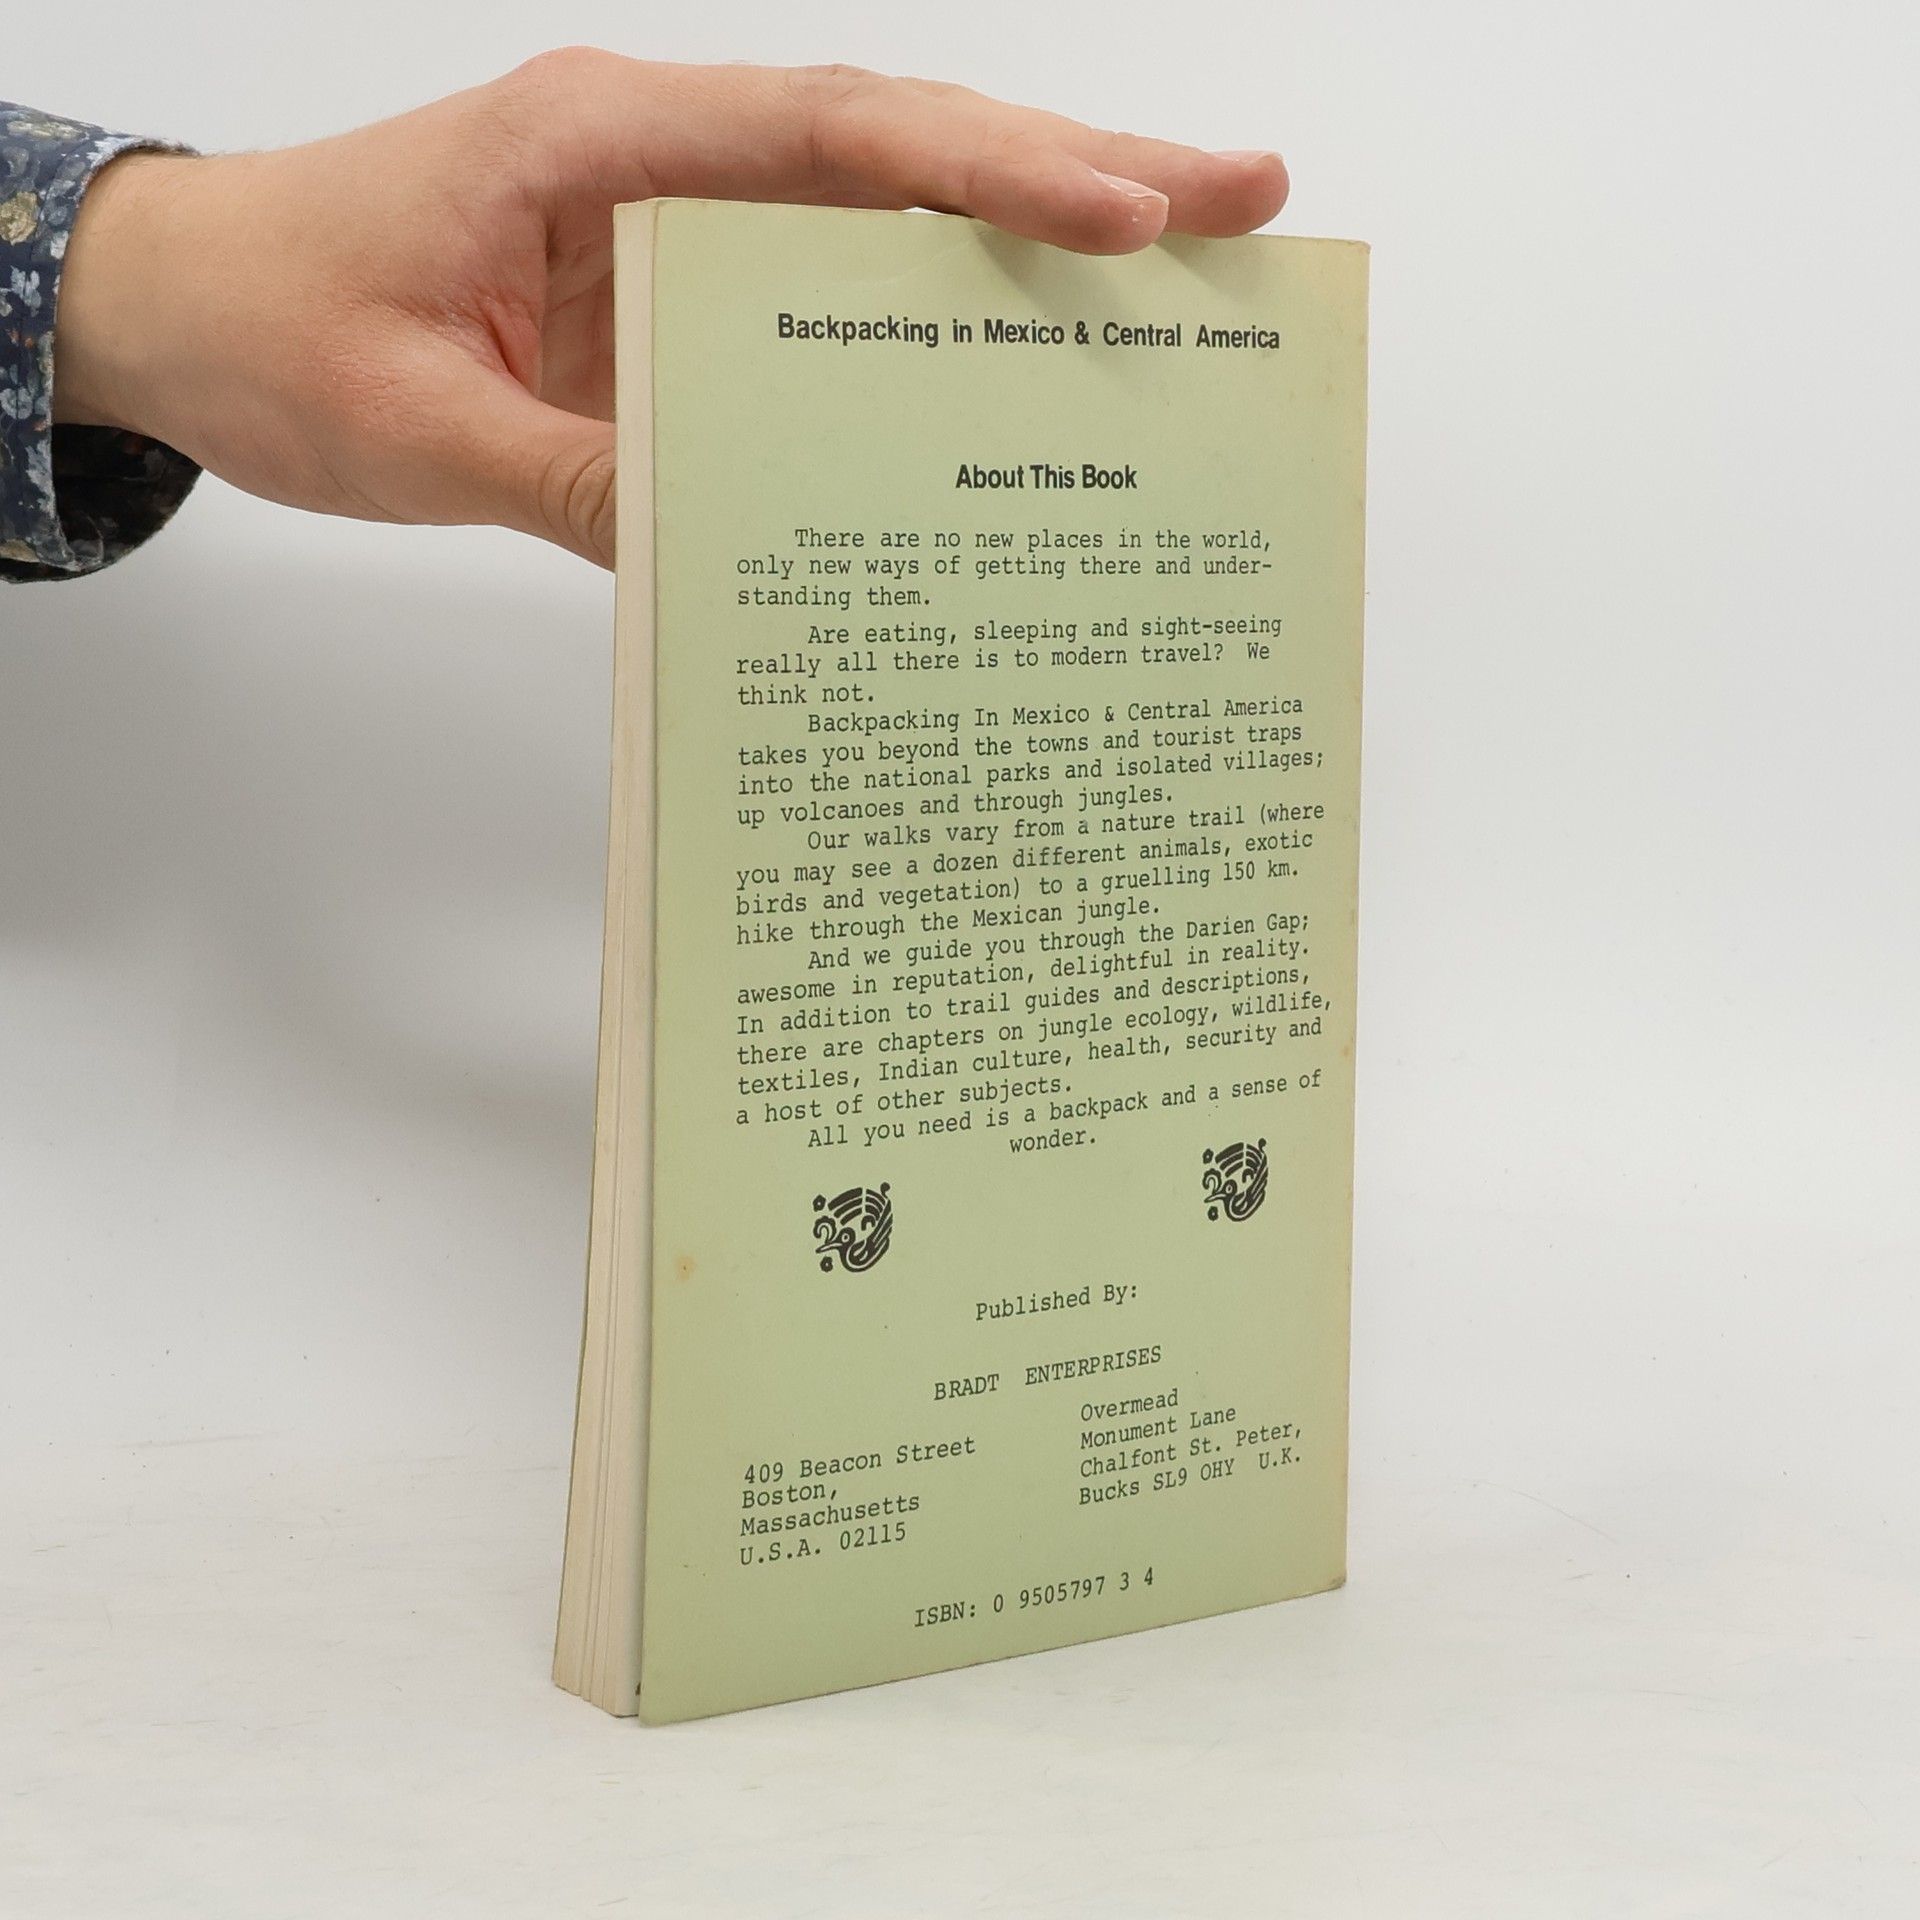 Backpacking in Mexico & Central America
About This Book
There are no new places in the world,
only new ways of getting there and under-
standing them.
Are eating, sleeping and sight-seeing
really all there is to modern travel? We
think not.
Backpacking In Mexico & Central America
takes you beyond the towns and tourist traps
into the national parks and isolated villages;
up volcanoes and through jungles.
Our walks vary from a nature trail (where
you may see a dozen different animals, exotic
birds and vegetation) to a gruelling 150 km.
hike through the Mexican jungle.
And we guide you through the Darien Gap;
awesome in reputation, delightful in reality.
In addition to trail guides and descriptions,
there are chapters on jungle ecology, wildlife,
textiles, Indian culture, health, security and
a host of other subjects.
All you need is a backpack and a sense of
wonder.
Published By:
BRADT ENTERPRISES
409 Beacon Street
Boston,
Massachusetts
U.S.A. 02115
Overmead
Monument Lane
Chalfont St. Peter,
Bucks SL9 OHY U.K.
ISBN: 0 9505797 3 4